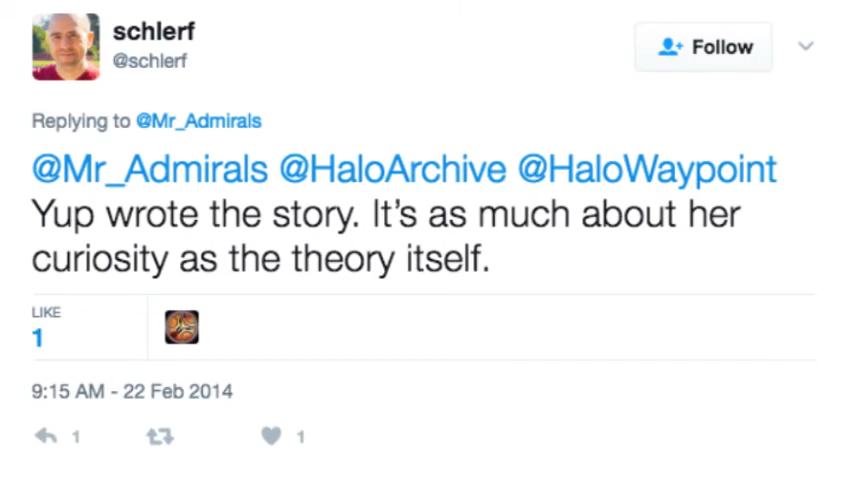 schlerf
@schlerf
Follow
Replying to @Mr_Admirals
@Mr_Admirals @HaloArchive @HaloWaypoint
Yup wrote the story. It's as much about her
curiosity as the theory itself.
LIKE
1
9:15 AM - 22 Feb 2014
1
1